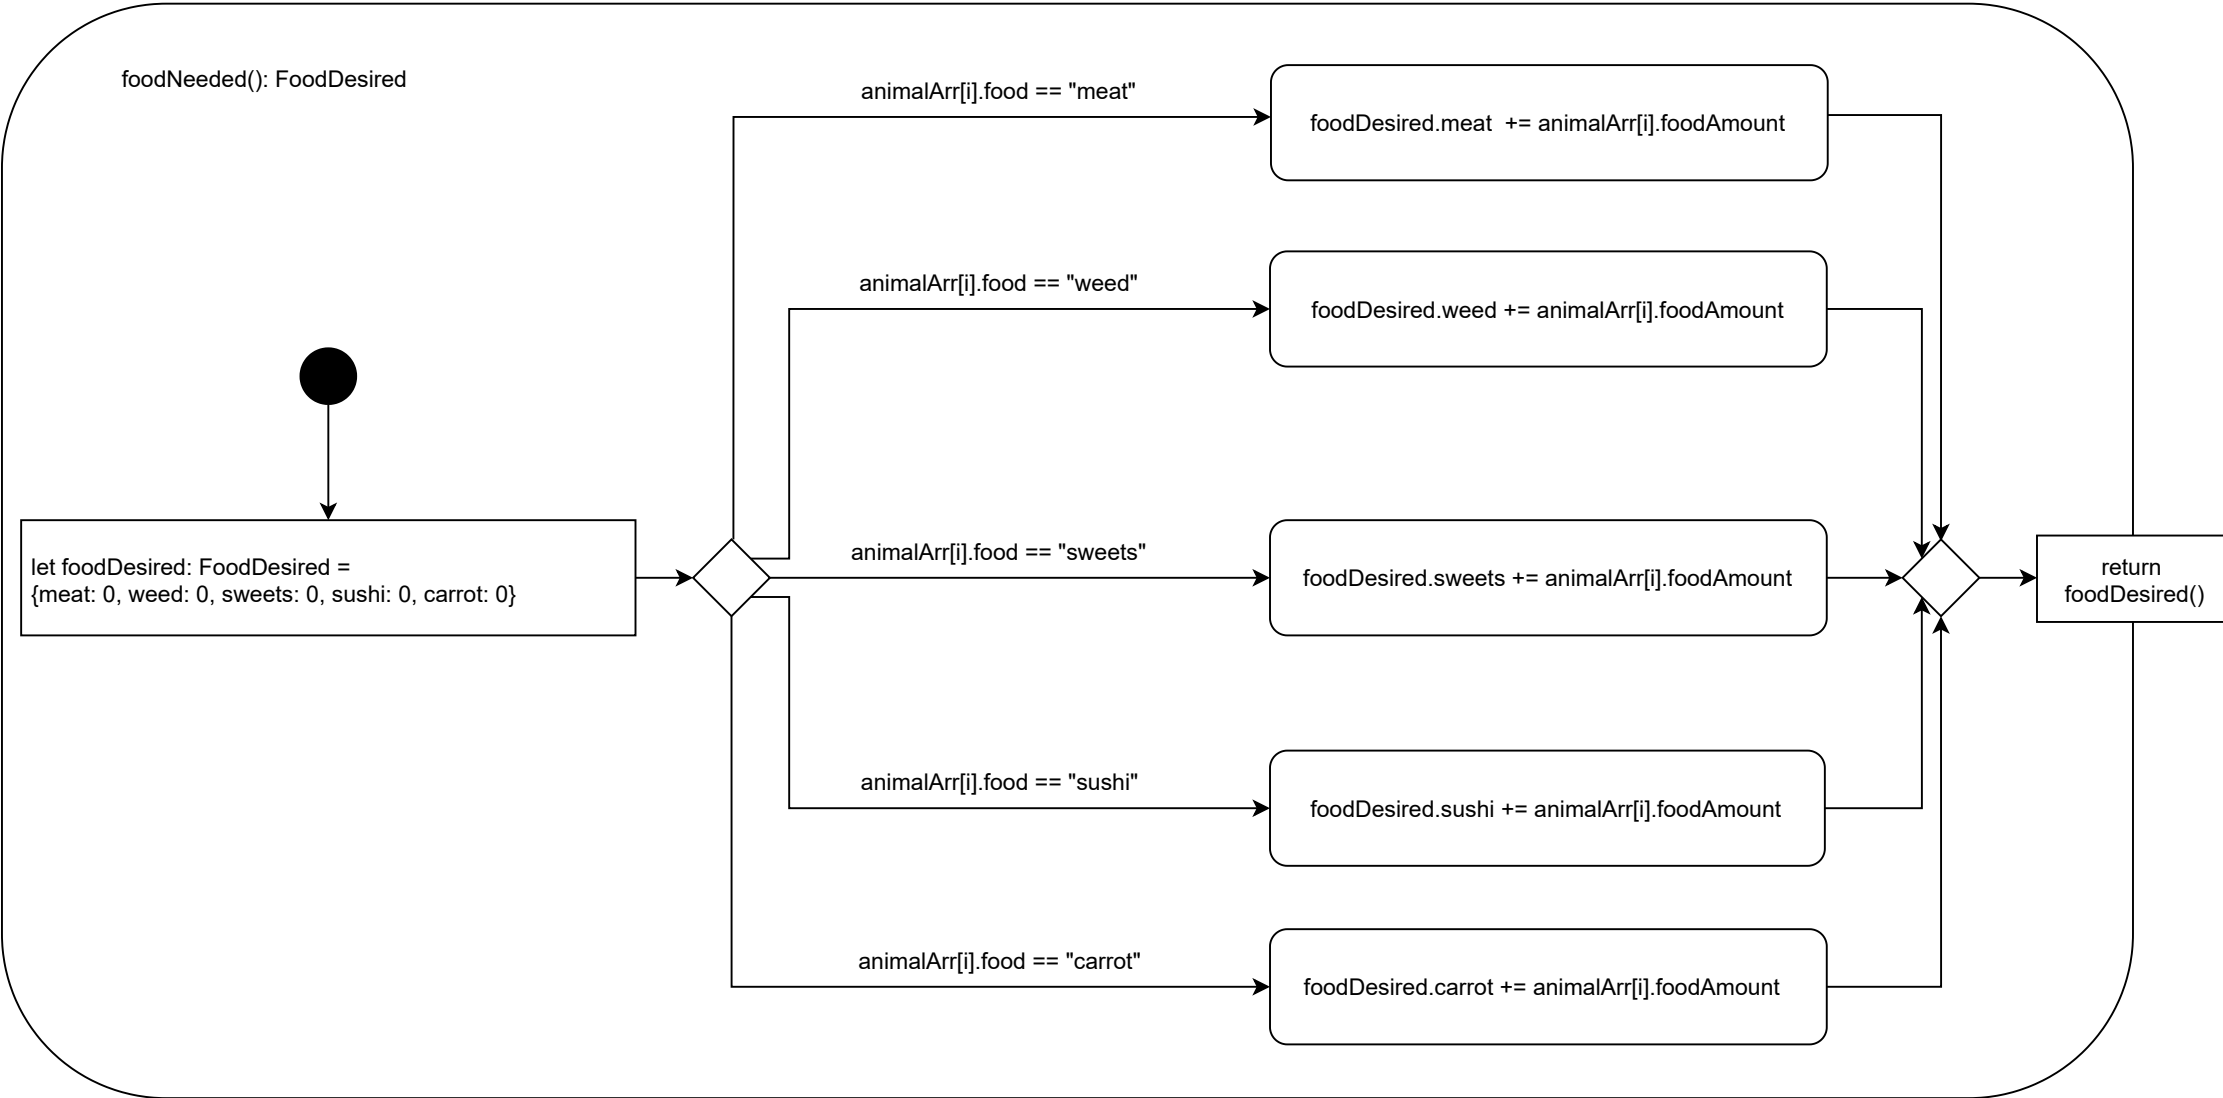 foodNeeded(): FoodDesired
animalArr[i].food == "meat"
foodDesired.meat  += animalArr[i].foodAmount
animalArr[i].food == "weed"
foodDesired.weed += animalArr[i].foodAmount
let foodDesired: FoodDesired =
{meat: 0, weed: 0, sweets: 0, sushi: 0, carrot: 0}
animalArr[i].food == "sweets"
foodDesired.sweets += animalArr[i].foodAmount
return
foodDesired()
animalArr[i].food == "sushi"
foodDesired.sushi += animalArr[i].foodAmount
animalArr[i].food == "carrot"
foodDesired.carrot += animalArr[i].foodAmount